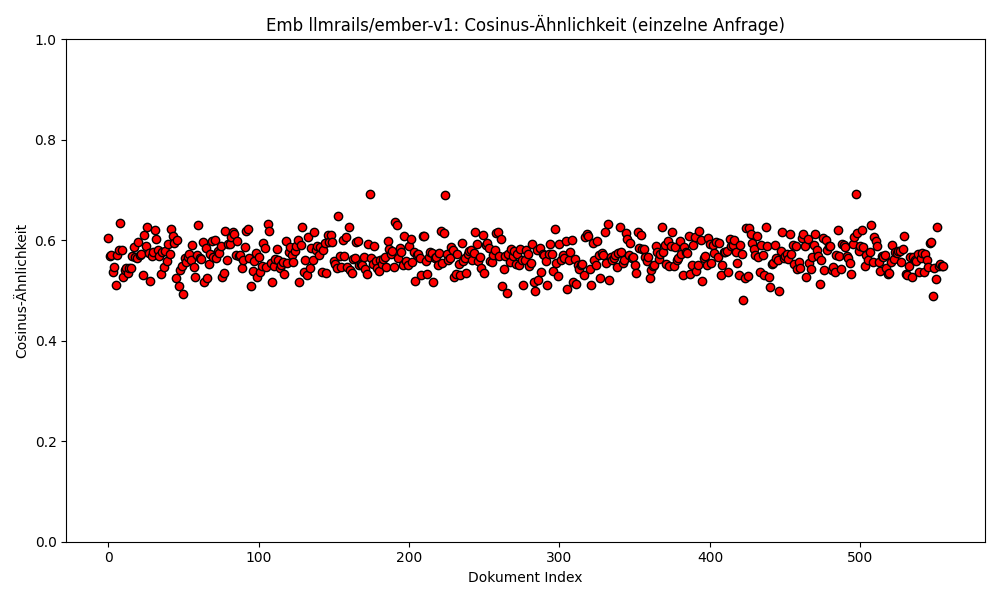 Emb llmrails/ember-v1: Cosinus-Ähnlichkeit (einzelne Anfrage)
1.0
0.8
0.6
0.4
0.2
0.0
Cosinus-Ähnlichkeit
0 100 200 300 400 500
Dokument Index